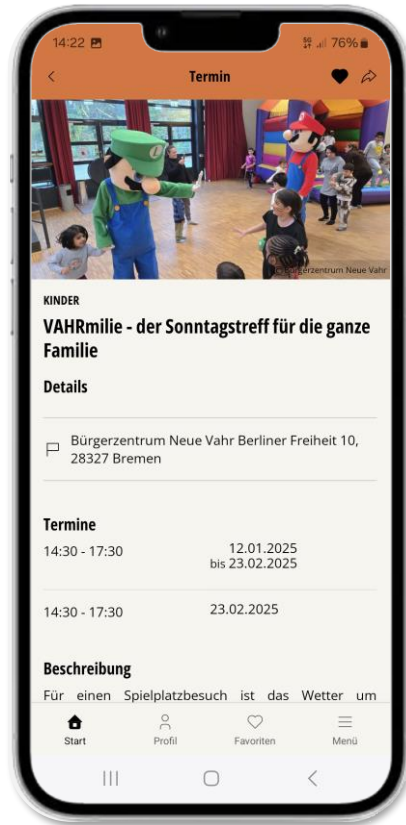 14:22
5G 76%
Termin
© Bürgerzentrum Neue Vahr
KINDER
VAHRmilie - der Sonntagstreff für die ganze
Familie
Details
Bürgerzentrum Neue Vahr Berliner Freiheit 10,
28327 Bremen
Termine
14:30 - 17:30 12.01.2025
bis 23.02.2025
14:30 - 17:30 23.02.2025
Beschreibung
Für einen Spielplatzbesuch ist das Wetter um
Start Profil Favoriten Menü